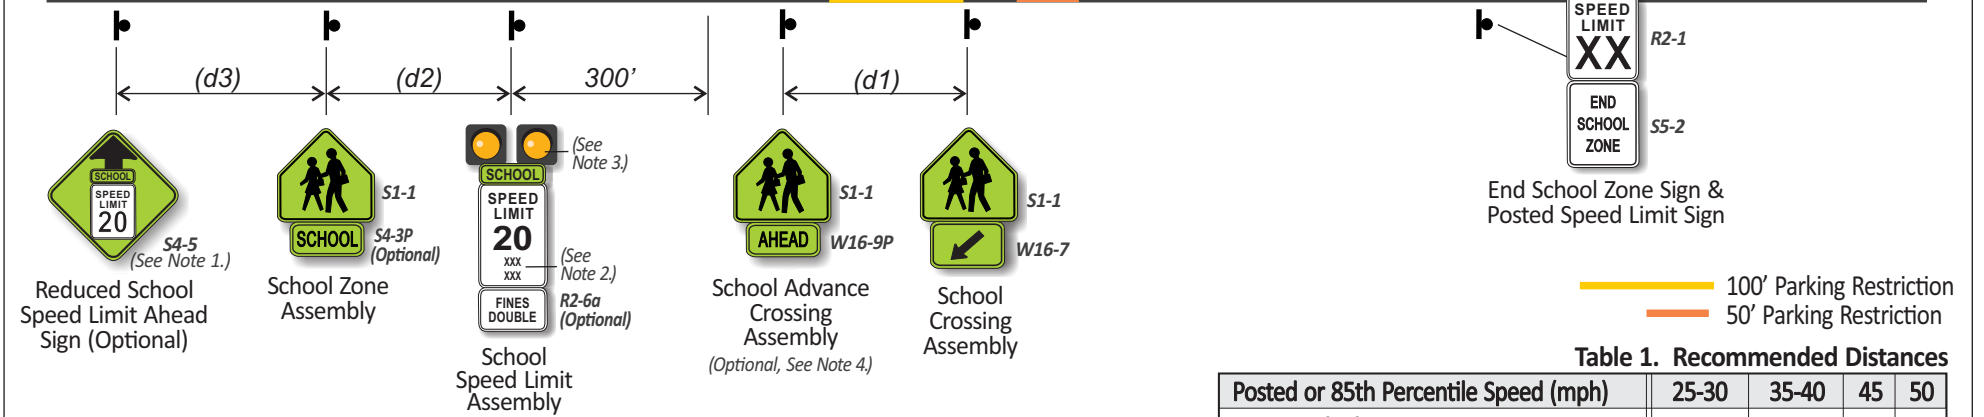 (d3)
(d2)
300’
(d1)
SPEED
LIMIT
XX
R2-1
END
SCHOOL
ZONE
S5-2
End School Zone Sign &
Posted Speed Limit Sign
SCHOOL
SPEED
LIMIT
20
S4-5
(See Note 1.)
Reduced School
Speed Limit Ahead
Sign (Optional)
S1-1
SCHOOL
S4-3P
(Optional)
School Zone
Assembly
(See
Note 3.)
SCHOOL
SPEED
LIMIT
20
xxx
xxx
(See
Note 2.)
FINES
DOUBLE
R2-6a
(Optional)
School
Speed Limit
Assembly
S1-1
AHEAD
W16-9P
School Advance
Crossing
Assembly
(Optional, See Note 4.)
S1-1
W16-7
School
Crossing
Assembly
100’ Parking Restriction
50’ Parking Restriction
Table 1. Recommended Distances
Posted or 85th Percentile Speed (mph) 25-30 35-40 45 50